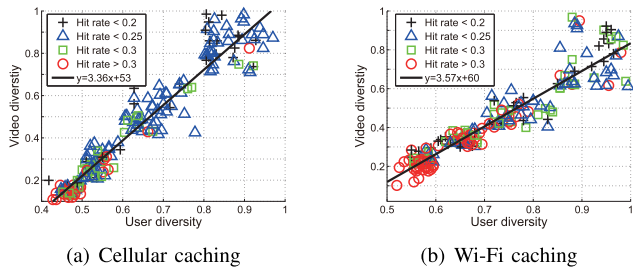 Hit rate < 0.2
Hit rate < 0.25
Hit rate < 0.3
Hit rate > 0.3
y=3.36x+53
Video diverstiy
1
0.8
0.6
0.4
0.2
0.4
0.5
0.6
0.7
0.8
0.9
1
User diversity
(a) Cellular caching
Hit rate < 0.2
Hit rate < 0.25
Hit rate < 0.3
Hit rate > 0.3
y=3.57x+60
Video diverstiy
1
0.8
0.6
0.4
0.2
0.5
0.6
0.7
0.8
0.9
1
User diversity
(b) Wi-Fi caching